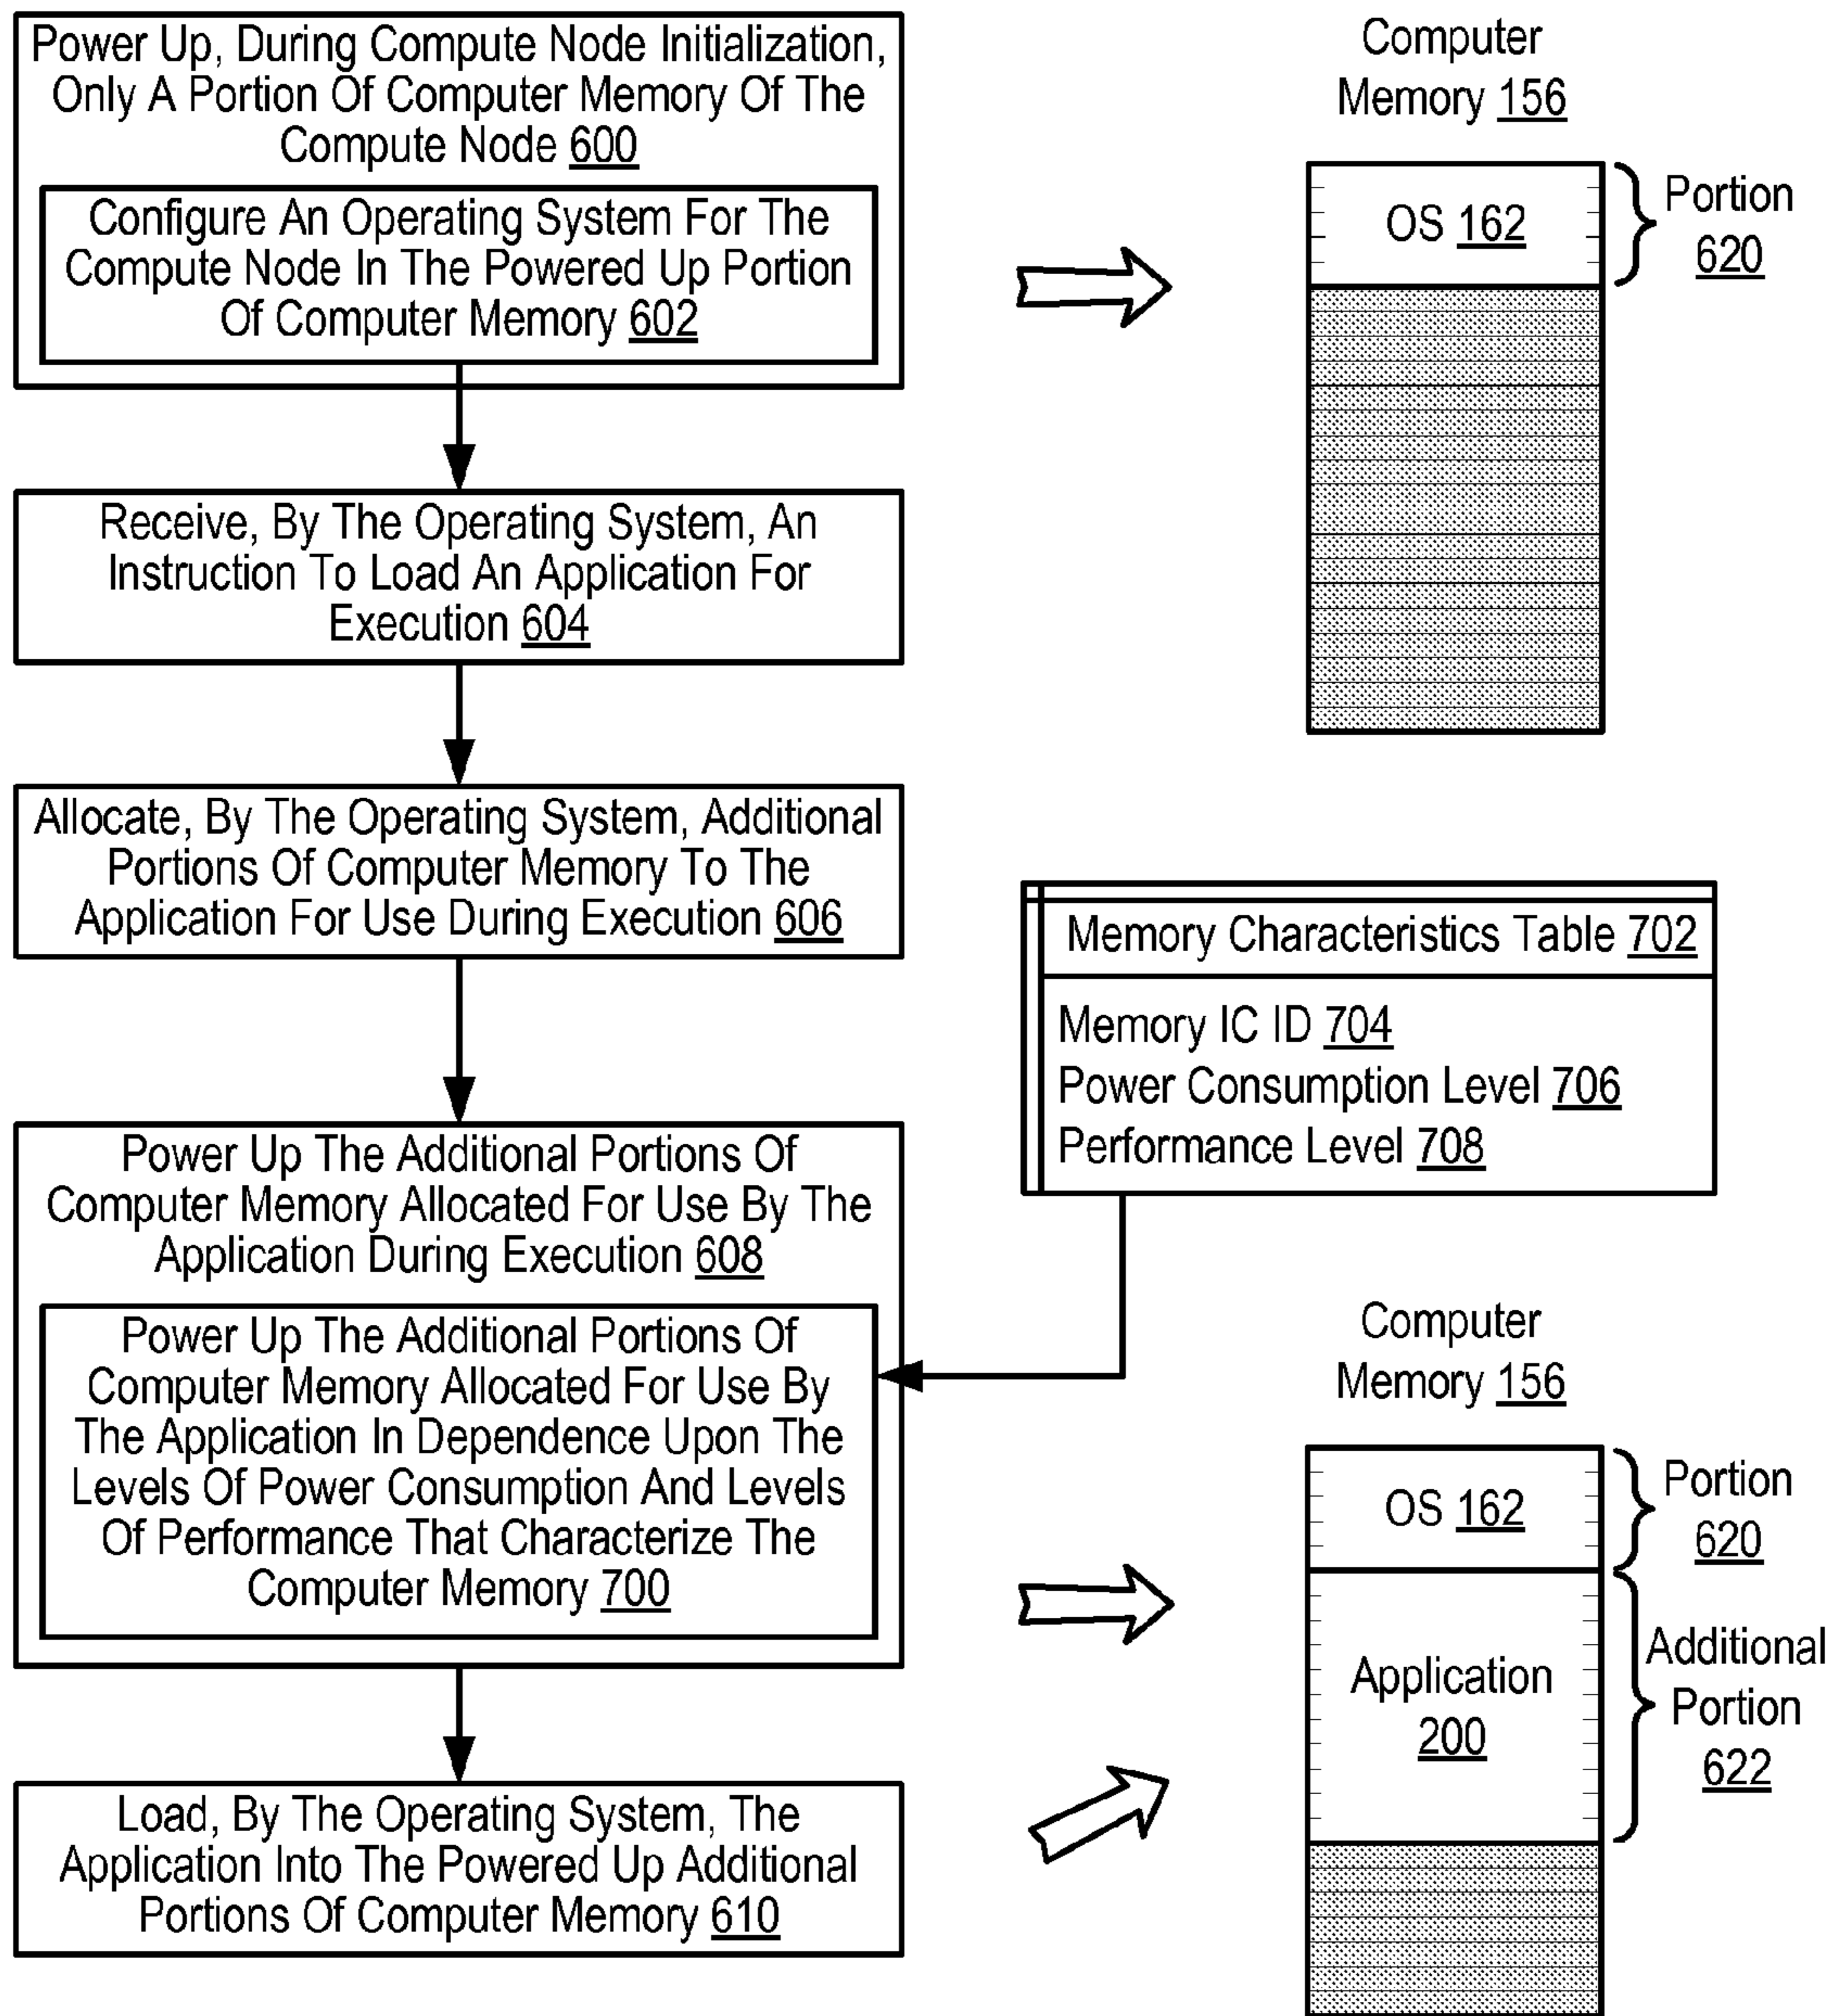 Power Up, During Compute Node Initialization,
Only A Portion Of Computer Memory Of The
Compute Node 600
Configure An Operating System For The
Compute Node In The Powered Up Portion
Of Computer Memory 602
Receive, By The Operating System, An
Instruction To Load An Application For
Execution 604
Allocate, By The Operating System, Additional
Portions Of Computer Memory To The
Application For Use During Execution 606
Power Up The Additional Portions Of
Computer Memory Allocated For Use By The
Application During Execution 608
Power Up The Additional Portions Of
Computer Memory Allocated For Use By
The Application In Dependence Upon The
Levels Of Power Consumption And Levels
Of Performance That Characterize The
Computer Memory 700
Load, By The Operating System, The
Application Into The Powered Up Additional
Portions Of Computer Memory 610
Computer
Memory 156
OS 162
Portion
620
Memory Characteristics Table 702
Memory IC ID 704
Power Consumption Level 706
Performance Level 708
Computer
Memory 156
OS 162
Portion
620
Application
200
Additional
Portion
622